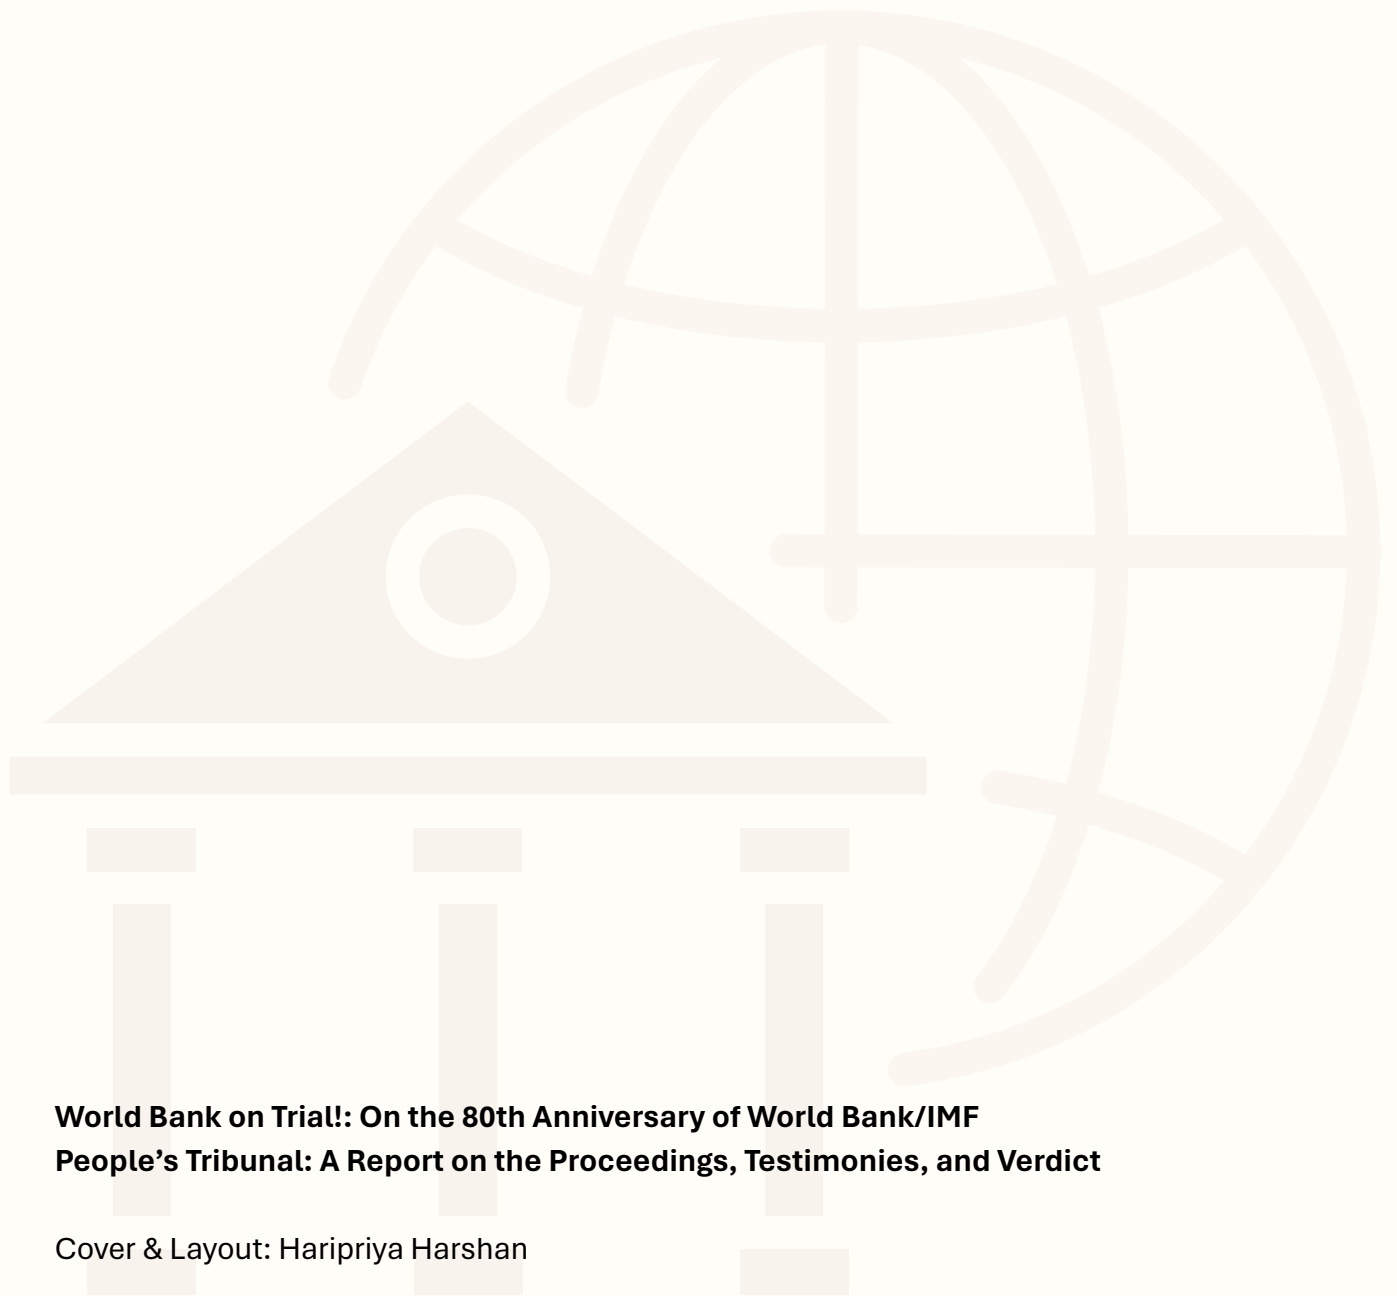 World Bank on Trial!: On the 80th Anniversary of World Bank/IMF
People’s Tribunal: A Report on the Proceedings, Testimonies, and Verdict
Cover & Layout: Haripriya Harshan